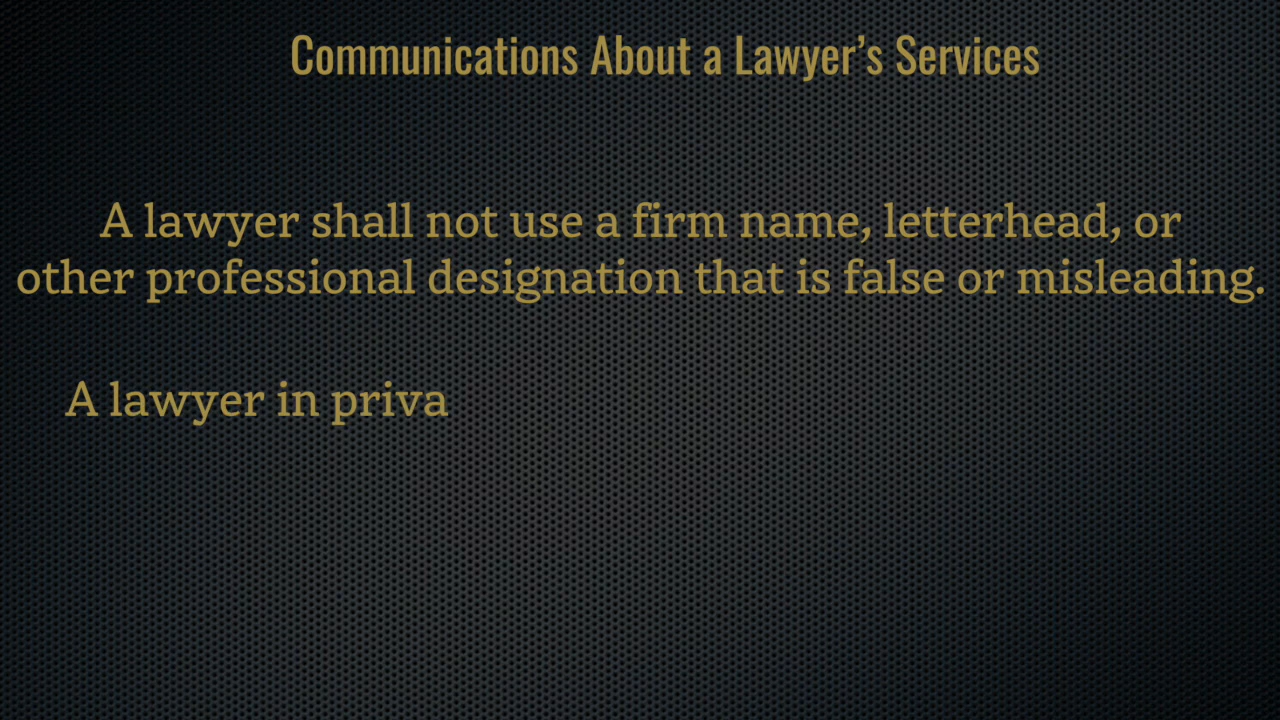 Communications About a Lawyer’s Services
A lawyer shall not use a firm name, letterhead, or
other professional designation that is false or misleading.
A lawyer in priva